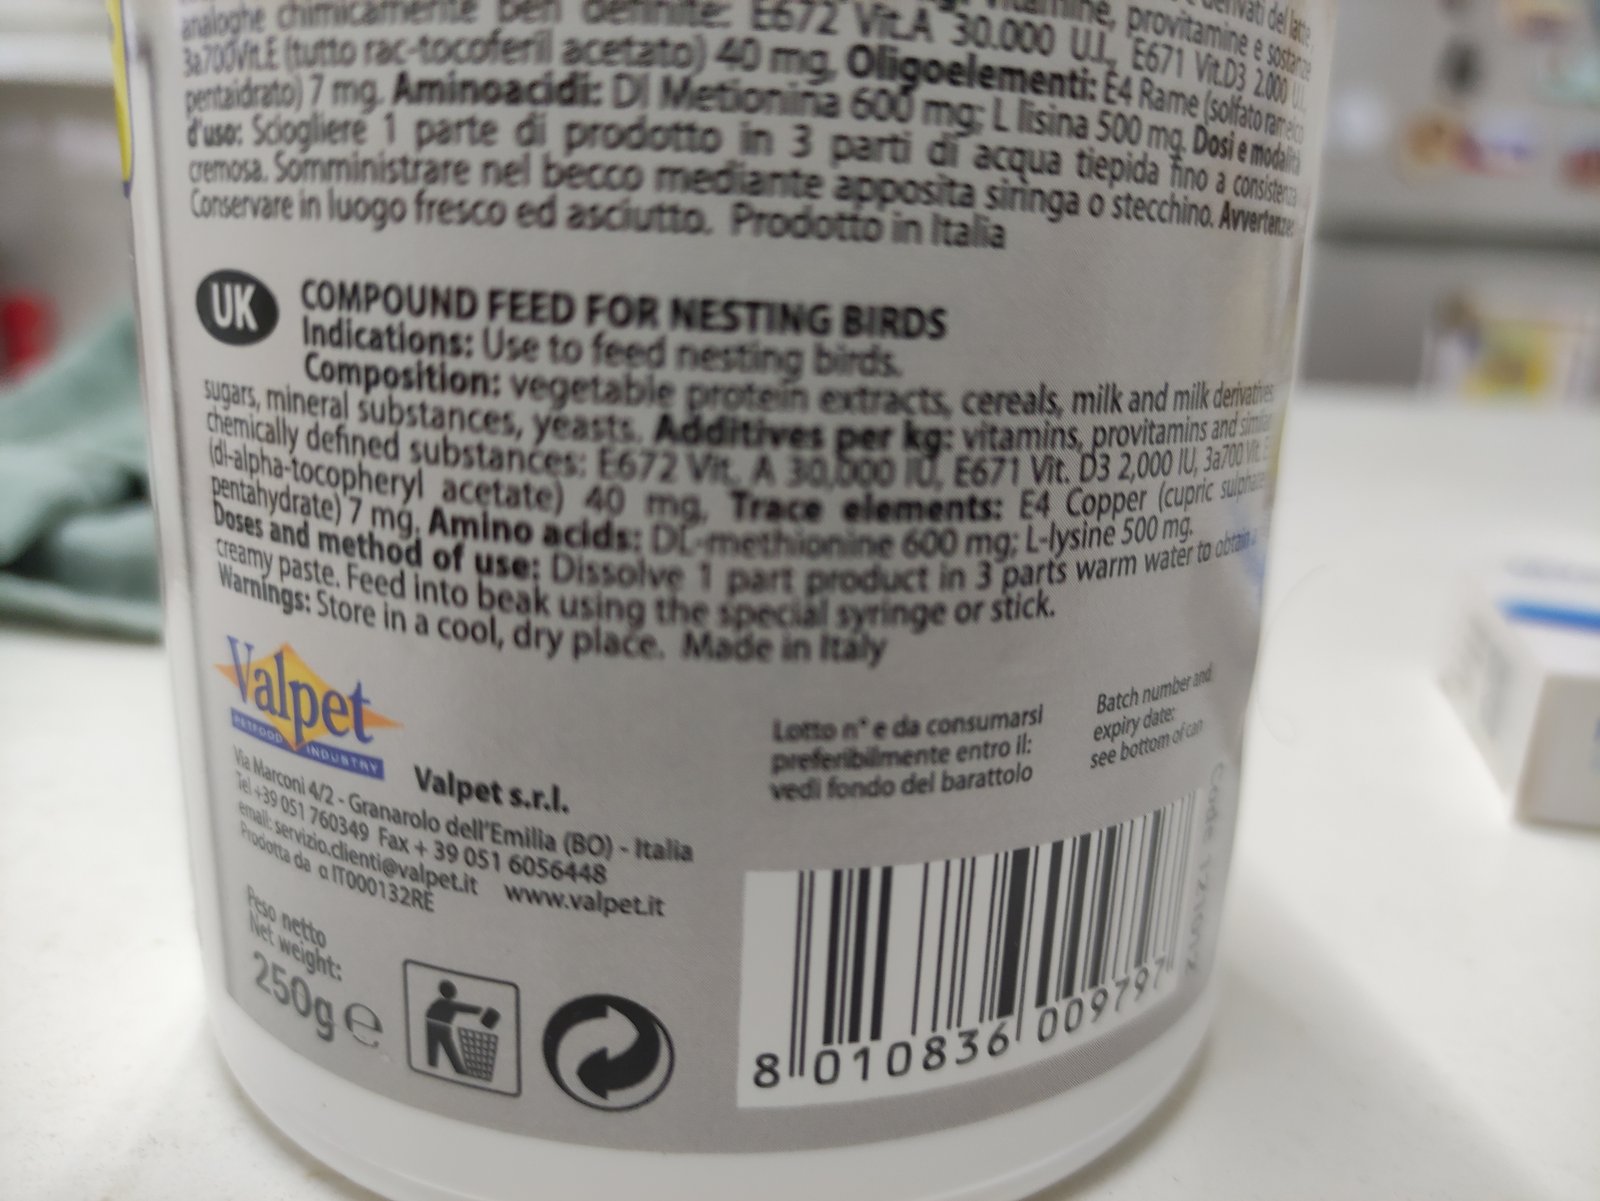 derivati del latte,
analoghe chimicamente ben definite: E672 Vit.A 30.000 U.I., E671 Vit.D3 2.000 U.I.,
vitamine, provitamine e sostanze
3a700Vit.E (tutto rac-tocoferil acetato) 40 mg, Oligoelementi: E4 Rame (solfato rameico
pentaidrato) 7 mg. Aminoacidi: Dl Metionina 600 mg; L lisina 500 mg. Dosi e modalità
d'uso: Sciogliere 1 parte di prodotto in 3 parti di acqua tiepida fino a consistenza
cremosa. Somministrare nel becco mediante apposita siringa o stecchino. Avvertenze:
Conservare in luogo fresco ed asciutto. Prodotto in Italia
UK
COMPOUND FEED FOR NESTING BIRDS
Indications: Use to feed nesting birds.
Composition: vegetable protein extracts, cereals, milk and milk derivatives
sugars, mineral substances, yeasts. Additives per kg: vitamins, provitamins and similar
chemically defined substances: E672 Vit. A 30,000 IU, E671 Vit. D3 2,000 IU, 3a700 Vit. E
(dl-alpha-tocopheryl acetate) 40 mg, Trace elements: E4 Copper (cupric sulphate
pentahydrate) 7 mg. Amino acids: DL-methionine 600 mg; L-lysine 500 mg.
Doses and method of use: Dissolve 1 part product in 3 parts warm water to obtain a
creamy paste. Feed into beak using the special syringe or stick.
Warnings: Store in a cool, dry place. Made in Italy
Valpet
PETFOOD INDUSTRY
Valpet s.r.l.
Via Marconi 4/2 - Granarolo dell'Emilia (BO) - Italia
Tel +39 051 760349 Fax + 39 051 6056448
email: servizio.clienti@valpet.it www.valpet.it
Prodotta da α IT000132RE
Lotto n° e da consumarsi
preferibilmente entro il:
vedi fondo del barattolo
Batch number and
expiry date:
see bottom of can
Peso netto
Net weight:
250g e
8 010836 009797
Code